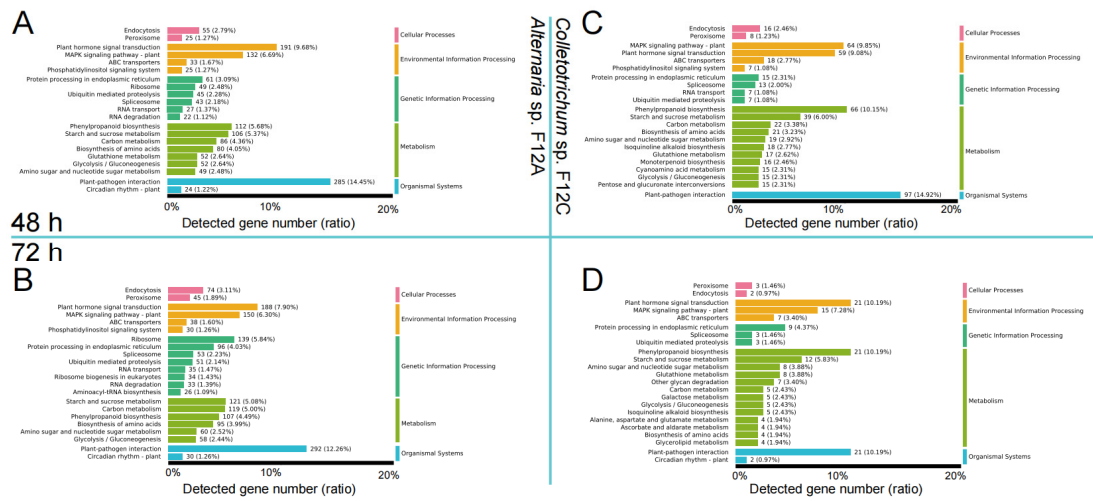 A
Endocytosis 55 (2.79%)
Peroxisome 25 (1.27%)
Cellular Processes
Plant hormone signal transduction 191 (9.68%)
MAPK signaling pathway - plant 132 (6.69%)
ABC transporters 33 (1.67%)
Phosphatidylinositol signaling system 25 (1.27%)
Environmental Information Processing
Protein processing in endoplasmic reticulum 61 (3.09%)
Ribosome 49 (2.48%)
Ubiquitin mediated proteolysis 45 (2.28%)
Spliceosome 43 (2.18%)
RNA transport 27 (1.37%)
RNA degradation 22 (1.12%)
Genetic Information Processing
Phenylpropanoid biosynthesis 112 (5.68%)
Starch and sucrose metabolism 106 (5.37%)
Carbon metabolism 86 (4.36%)
Biosynthesis of amino acids 80 (4.05%)
Glutathione metabolism 52 (2.64%)
Glycolysis / Gluconeogenesis 52 (2.64%)
Amino sugar and nucleotide sugar metabolism 49 (2.48%)
Metabolism
Plant-pathogen interaction 285 (14.45%)
Circadian rhythm - plant 24 (1.22%)
Organismal Systems
0% 10% 20%
Detected gene number (ratio)
48 h
Colletotrichum sp. F12C
Alternaria sp. F12A
C
Endocytosis 16 (2.46%)
Peroxisome 8 (1.23%)
Cellular Processes
MAPK signaling pathway - plant 64 (9.85%)
Plant hormone signal transduction 59 (9.08%)
ABC transporters 18 (2.77%)
Phosphatidylinositol signaling system 7 (1.08%)
Environmental Information Processing
Protein processing in endoplasmic reticulum 15 (2.31%)
Spliceosome 13 (2.00%)
RNA transport 7 (1.08%)
Ubiquitin mediated proteolysis 7 (1.08%)
Genetic Information Processing
Phenylpropanoid biosynthesis 66 (10.15%)
Starch and sucrose metabolism 39 (6.00%)
Carbon metabolism 22 (3.38%)
Biosynthesis of amino acids 21 (3.23%)
Amino sugar and nucleotide sugar metabolism 19 (2.92%)
Isoquinoline alkaloid biosynthesis 18 (2.77%)
Glutathione metabolism 17 (2.62%)
Monoterpenoid biosynthesis 16 (2.46%)
Cyanoamino acid metabolism 15 (2.31%)
Glycolysis / Gluconeogenesis 15 (2.31%)
Pentose and glucuronate interconversions 15 (2.31%)
Metabolism
Plant-pathogen interaction 97 (14.92%)
Organismal Systems
0% 10% 20%
Detected gene number (ratio)
72 h
B
Endocytosis 74 (3.11%)
Peroxisome 45 (1.89%)
Cellular Processes
Plant hormone signal transduction 188 (7.90%)
MAPK signaling pathway - plant 150 (6.30%)
ABC transporters 38 (1.60%)
Phosphatidylinositol signaling system 30 (1.26%)
Environmental Information Processing
Ribosome 139 (5.84%)
Protein processing in endoplasmic reticulum 96 (4.03%)
Spliceosome 53 (2.23%)
Ubiquitin mediated proteolysis 51 (2.14%)
RNA transport 35 (1.47%)
Ribosome biogenesis in eukaryotes 34 (1.43%)
RNA degradation 33 (1.39%)
Aminoacyl-tRNA biosynthesis 26 (1.09%)
Genetic Information Processing
Starch and sucrose metabolism 121 (5.08%)
Carbon metabolism 119 (5.00%)
Phenylpropanoid biosynthesis 107 (4.49%)
Biosynthesis of amino acids 95 (3.99%)
Amino sugar and nucleotide sugar metabolism 60 (2.52%)
Glycolysis / Gluconeogenesis 58 (2.44%)
Metabolism
Plant-pathogen interaction 292 (12.26%)
Circadian rhythm - plant 30 (1.26%)
Organismal Systems
0% 10% 20%
Detected gene number (ratio)
D
Peroxisome 3 (1.46%)
Endocytosis 2 (0.97%)
Cellular Processes
Plant hormone signal transduction 21 (10.19%)
MAPK signaling pathway - plant 15 (7.28%)
ABC transporters 7 (3.40%)
Environmental Information Processing
Protein processing in endoplasmic reticulum 9 (4.37%)
Spliceosome 3 (1.46%)
Ubiquitin mediated proteolysis 3 (1.46%)
Genetic Information Processing
Phenylpropanoid biosynthesis 21 (10.19%)
Starch and sucrose metabolism 12 (5.83%)
Amino sugar and nucleotide sugar metabolism 8 (3.88%)
Glutathione metabolism 8 (3.88%)
Other glycan degradation 7 (3.40%)
Carbon metabolism 5 (2.43%)
Galactose metabolism 5 (2.43%)
Glycolysis / Gluconeogenesis 5 (2.43%)
Isoquinoline alkaloid biosynthesis 5 (2.43%)
Alanine, aspartate and glutamate metabolism 4 (1.94%)
Ascorbate and aldarate metabolism 4 (1.94%)
Biosynthesis of amino acids 4 (1.94%)
Glycerolipid metabolism 4 (1.94%)
Metabolism
Plant-pathogen interaction 21 (10.19%)
Circadian rhythm - plant 2 (0.97%)
Organismal Systems
0% 10% 20%
Detected gene number (ratio)